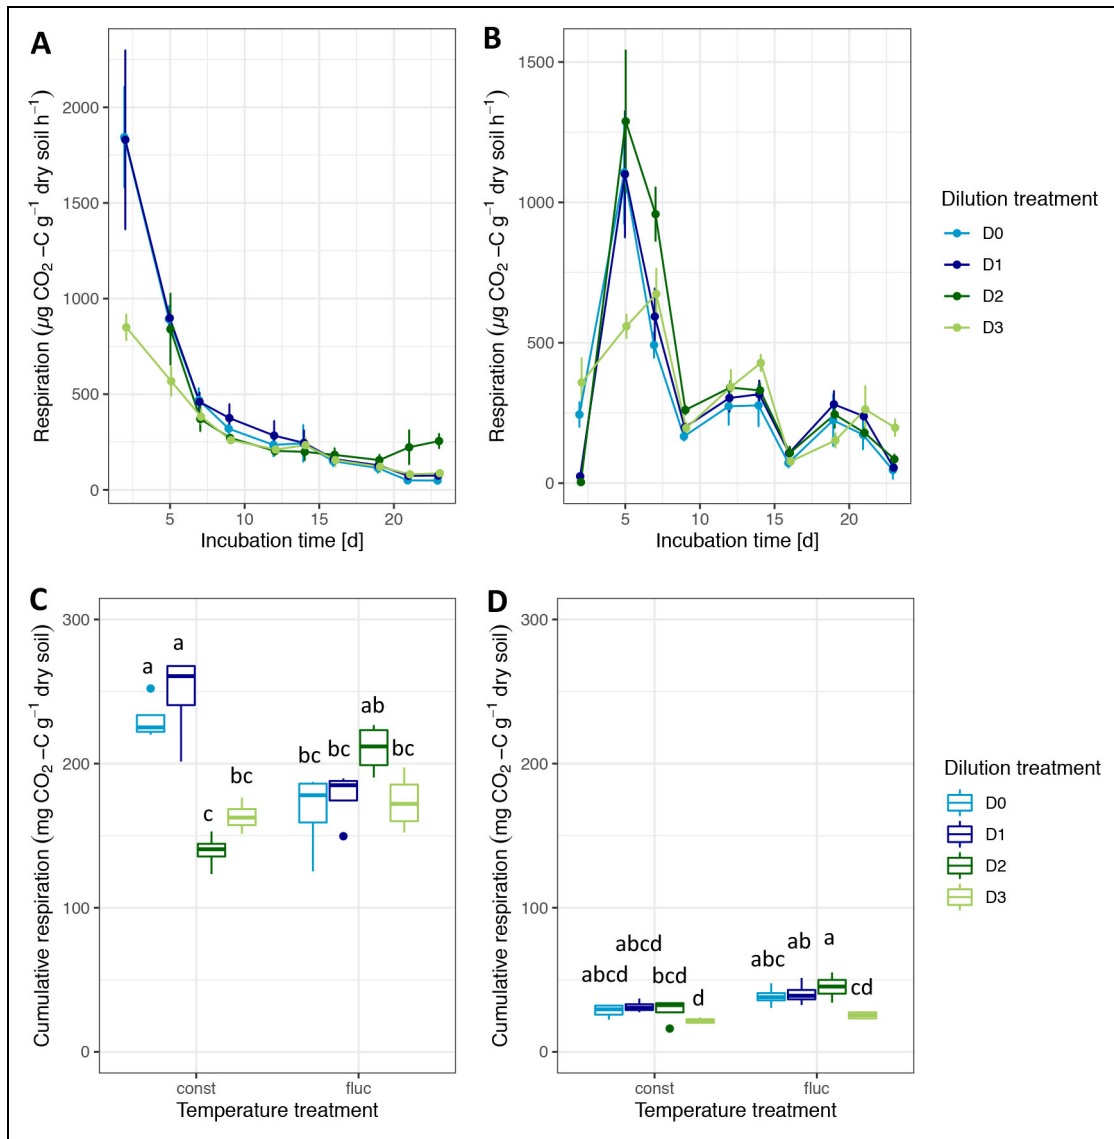 A
B
Respiration (µg CO₂ –C g⁻¹ dry soil h⁻¹)
2000
1500
1000
500
0
5
10
15
20
Incubation time [d]
Respiration (µg CO₂ –C g⁻¹ dry soil h⁻¹)
1500
1000
500
0
5
10
15
20
Incubation time [d]
Dilution treatment
D0
D1
D2
D3
C
D
Cumulative respiration (mg CO₂ –C g⁻¹ dry soil)
300
200
100
0
a
a
c
bc
bc
bc
ab
bc
const
fluc
Temperature treatment
Cumulative respiration (mg CO₂ –C g⁻¹ dry soil)
300
200
100
0
abcd
abcd
bcd
d
abc
ab
a
cd
const
fluc
Temperature treatment
Dilution treatment
D0
D1
D2
D3